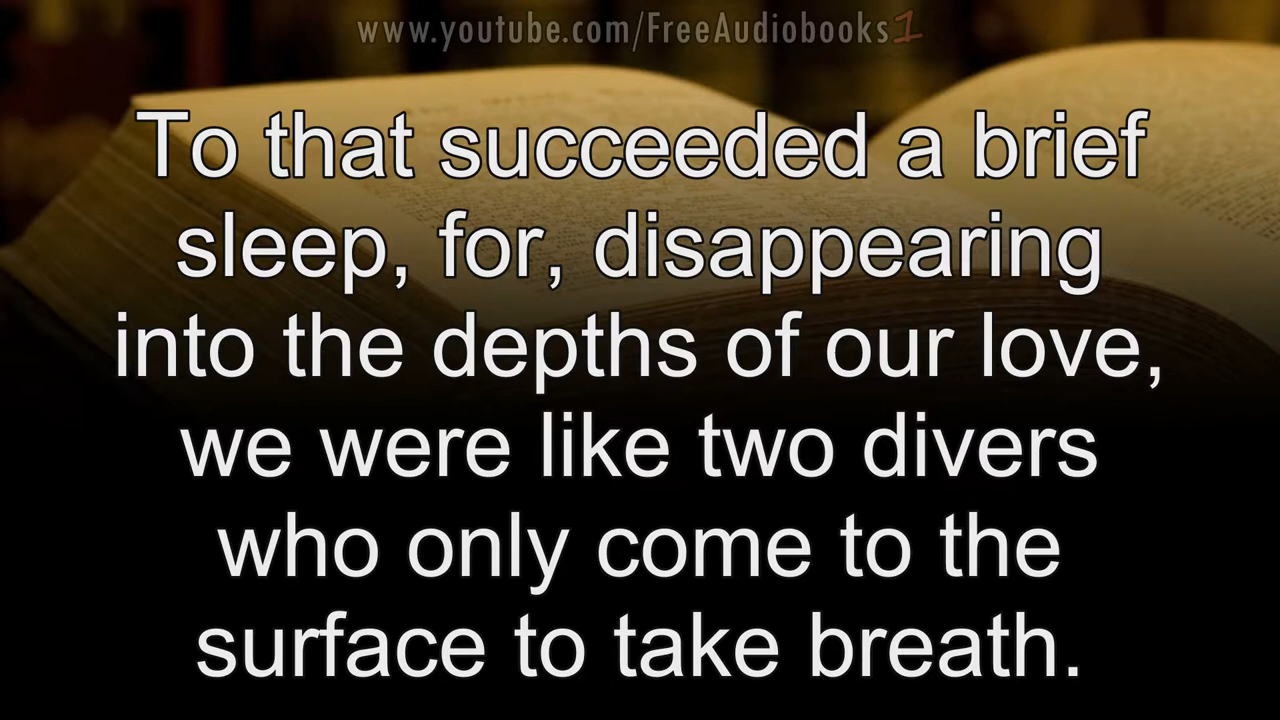 www.youtube.com/FreeAudiobooks1
To that succeeded a brief
sleep, for, disappearing
into the depths of our love,
we were like two divers
who only come to the
surface to take breath.